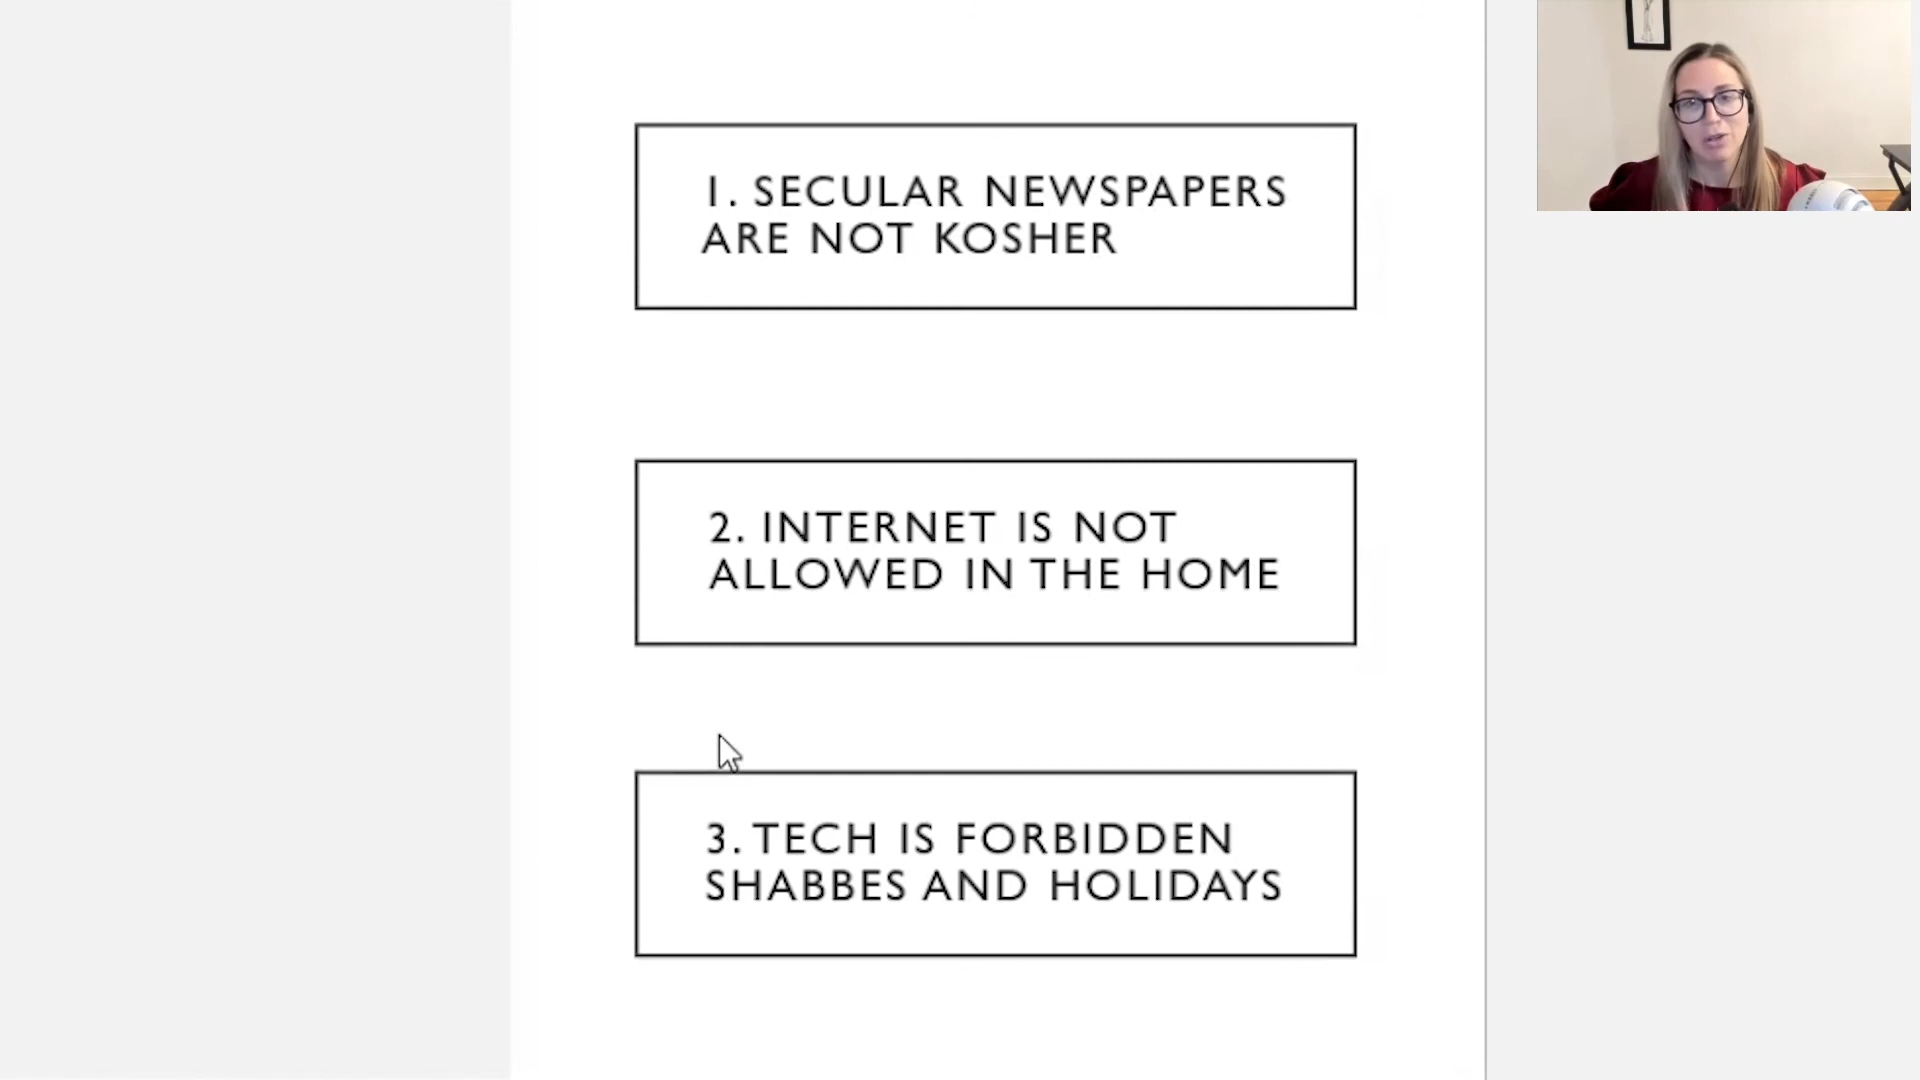 1. SECULAR NEWSPAPERS
ARE NOT KOSHER
2. INTERNET IS NOT
ALLOWED IN THE HOME
3. TECH IS FORBIDDEN
SHABBES AND HOLIDAYS